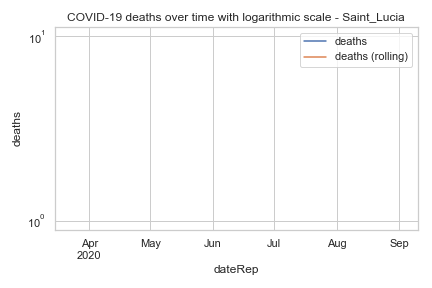 COVID-19 deaths over time with logarithmic scale - Saint_Lucia
10¹
deaths
deaths (rolling)
deaths
10⁰
Apr May Jun Jul Aug Sep
2020
dateRep